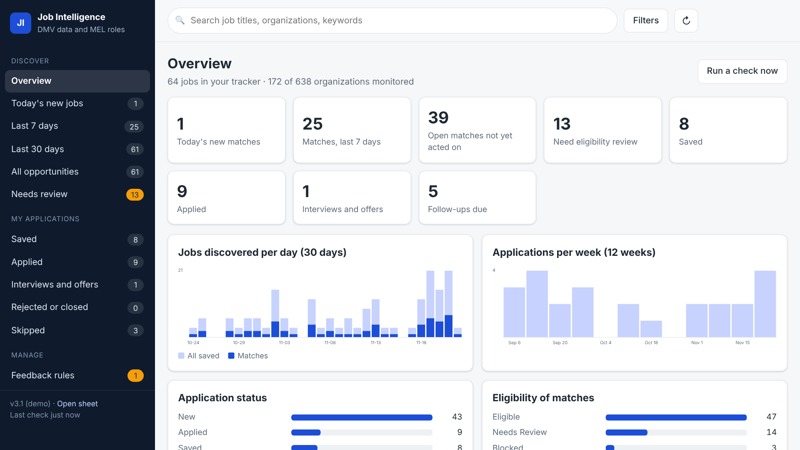 JI
Job Intelligence
DMV data and MEL roles
DISCOVER
Overview
Today's new jobs 1
Last 7 days 25
Last 30 days 61
All opportunities 61
Needs review 13
MY APPLICATIONS
Saved 8
Applied 9
Interviews and offers 1
Rejected or closed 0
Skipped 3
MANAGE
Feedback rules 1
v3.1 (demo) · Open sheet
Last check just now
Search job titles, organizations, keywords
Filters
Overview
64 jobs in your tracker · 172 of 638 organizations monitored
Run a check now
1
Today's new matches
25
Matches, last 7 days
39
Open matches not yet
acted on
13
Need eligibility review
8
Saved
9
Applied
1
Interviews and offers
5
Follow-ups due
Jobs discovered per day (30 days)
21
10-24 10-29 11-03 11-08 11-13 11-18
All saved Matches
Applications per week (12 weeks)
4
Sep 6 Sep 20 Oct 4 Oct 18 Nov 1 Nov 15
Application status
New 43
Applied 9
Saved 8
Eligibility of matches
Eligible 47
Needs Review 14
Blocked 3